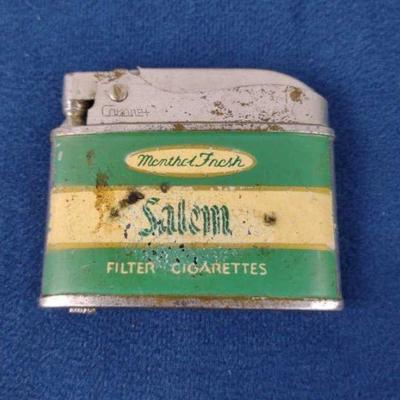 Menthol Fresh
Salem
FILTER CIGARETTES